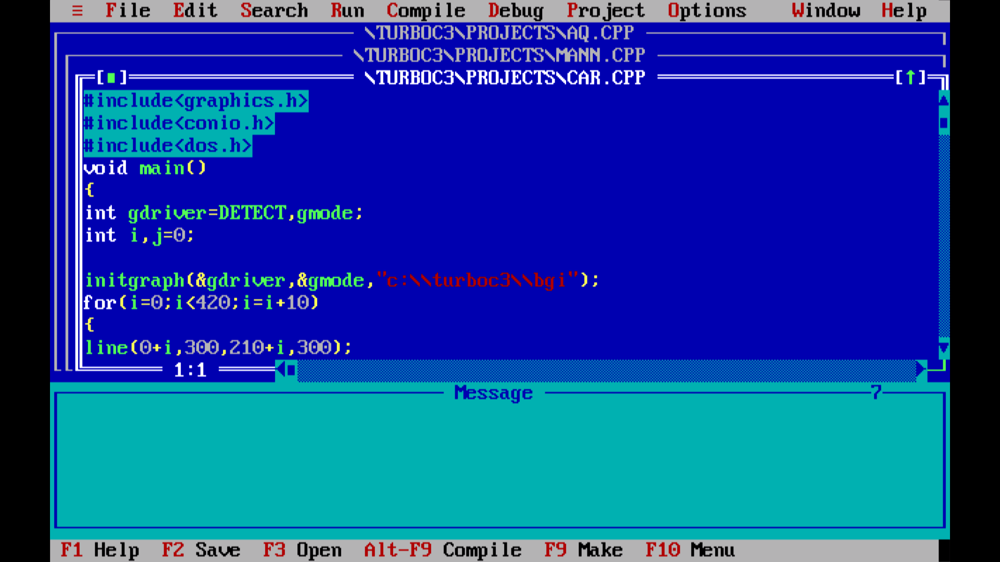 ≡ File Edit Search Run Compile Debug Project Options Window Help
\TURBOC3\PROJECTS\AQ.CPP
\TURBOC3\PROJECTS\MANN.CPP
[■] \TURBOC3\PROJECTS\CAR.CPP [↑]
#include<graphics.h>
#include<conio.h>
#include<dos.h>
void main()
{
int gdriver=DETECT,gmode;
int i,j=0;
initgraph(&gdriver,&gmode,"c:\\turboc3\\bgi");
for(i=0;i<420;i=i+10)
{
line(0+i,300,210+i,300);
1:1
Message 7
F1 Help F2 Save F3 Open Alt-F9 Compile F9 Make F10 Menu